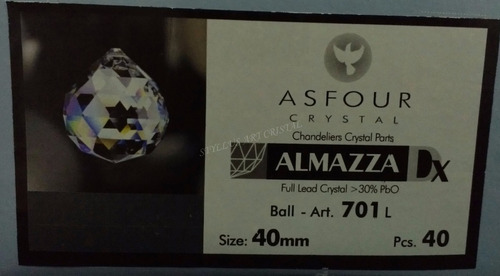 ASFOUR
CRYSTAL
Chandeliers Crystal Parts
ALMAZZA Dx
Full Lead Crystal >30% PbO
Ball - Art. 701 L
Size: 40mm
Pcs. 40